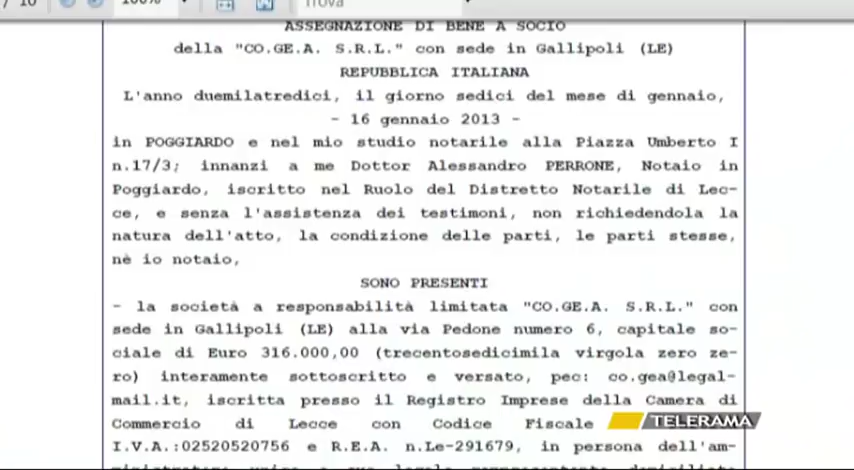 / 10
100%
Trova
ASSEGNAZIONE DI BENE A SOCIO
della "CO.GE.A. S.R.L." con sede in Gallipoli (LE)
REPUBBLICA ITALIANA
L'anno duemilatredici, il giorno sedici del mese di gennaio,
- 16 gennaio 2013 -
in POGGIARDO e nel mio studio notarile alla Piazza Umberto I
n.17/3; innanzi a me Dottor Alessandro PERRONE, Notaio in
Poggiardo, iscritto nel Ruolo del Distretto Notarile di Lec-
ce, e senza l'assistenza dei testimoni, non richiedendola la
natura dell'atto, la condizione delle parti, le parti stesse,
nè io notaio,
SONO PRESENTI
- la società a responsabilità limitata "CO.GE.A. S.R.L." con
sede in Gallipoli (LE) alla via Pedone numero 6, capitale so-
ciale di Euro 316.000,00 (trecentosedicimila virgola zero ze-
ro) interamente sottoscritto e versato, pec: co.gea@legal-
mail.it, iscritta presso il Registro Imprese della Camera di
Commercio di Lecce con Codice Fiscale
TELERAMA
I.V.A.:02520520756 e R.E.A. n.Le-291679, in persona dell'am-